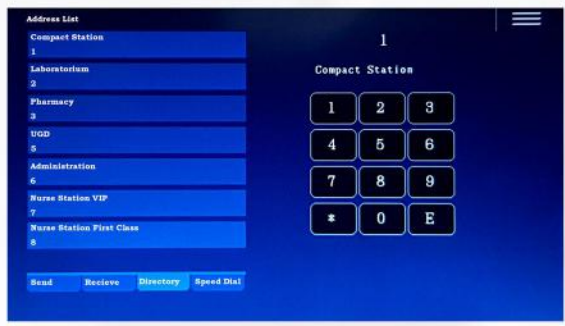 Address List
Compact Station
1
Laboratorium
2
Pharmacy
3
UGD
5
Administration
6
Nurse Station VIP
7
Nurse Station First Class
8
Send Recieve Directory Speed Dial
1
Compact Station
1 2 3
4 5 6
7 8 9
* 0 E